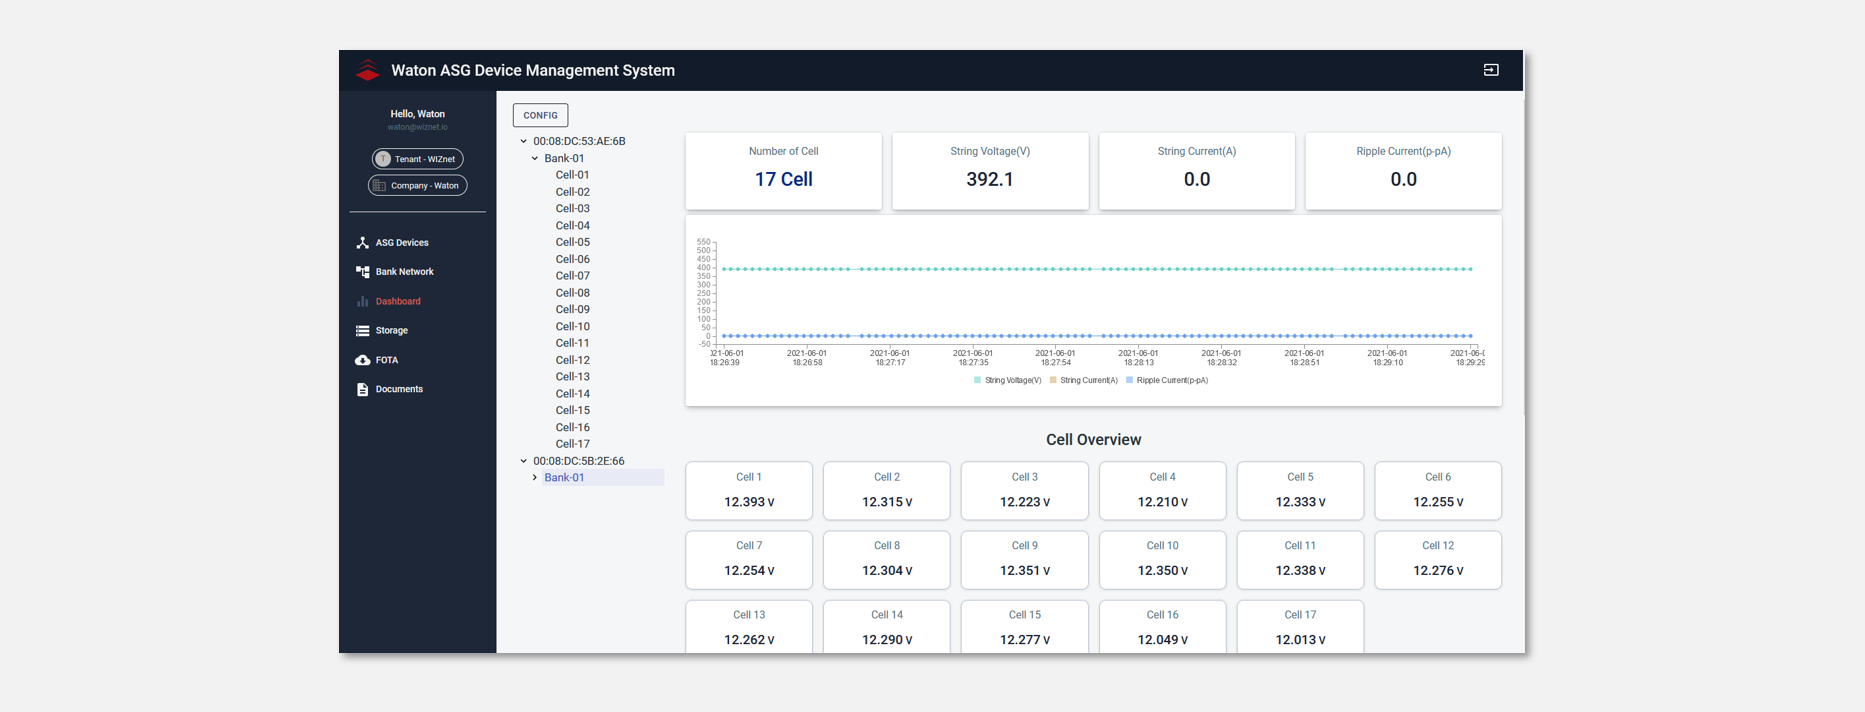 Waton ASG Device Management System
Hello, Waton
waton@wiznet.io
T Tenant - WIZnet
Company - Waton
ASG Devices
Bank Network
Dashboard
Storage
FOTA
Documents
CONFIG
00:08:DC:53:AE:6B
Bank-01
Cell-01
Cell-02
Cell-03
Cell-04
Cell-05
Cell-06
Cell-07
Cell-08
Cell-09
Cell-10
Cell-11
Cell-12
Cell-13
Cell-14
Cell-15
Cell-16
Cell-17
00:08:DC:5B:2E:66
Bank-01
Number of Cell
17 Cell
String Voltage(V)
392.1
String Current(A)
0.0
Ripple Current(p-pA)
0.0
550
500
450
400
350
300
250
200
150
100
50
0
-50
021-06-01 2021-06-01 2021-06-01 2021-06-01 2021-06-01 2021-06-01 2021-06-01 2021-06-01 2021-06-01 2021-06-0
18:26:39 18:26:58 18:27:17 18:27:35 18:27:54 18:28:13 18:28:32 18:28:51 18:29:10 18:29:29
String Voltage(V) String Current(A) Ripple Current(p-pA)
Cell Overview
Cell 1
12.393 V
Cell 2
12.315 V
Cell 3
12.223 V
Cell 4
12.210 V
Cell 5
12.333 V
Cell 6
12.255 V
Cell 7
12.254 V
Cell 8
12.304 V
Cell 9
12.351 V
Cell 10
12.350 V
Cell 11
12.338 V
Cell 12
12.276 V
Cell 13
12.262 V
Cell 14
12.290 V
Cell 15
12.277 V
Cell 16
12.049 V
Cell 17
12.013 V